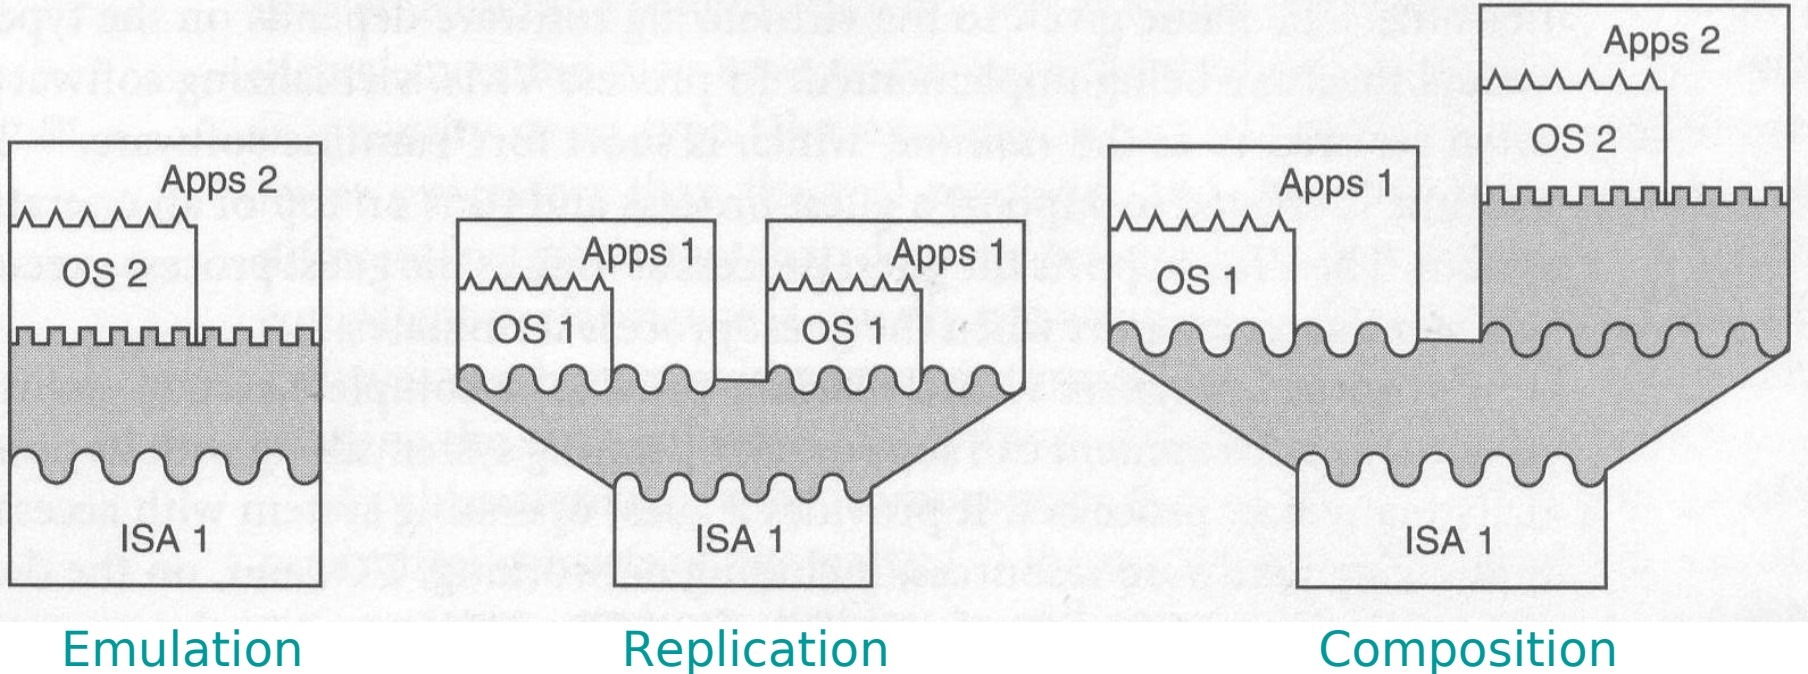 Apps 2
OS 2
ISA 1
Emulation
Apps 1
OS 1
Apps 1
OS 1
ISA 1
Replication
Apps 1
OS 1
Apps 2
OS 2
ISA 1
Composition